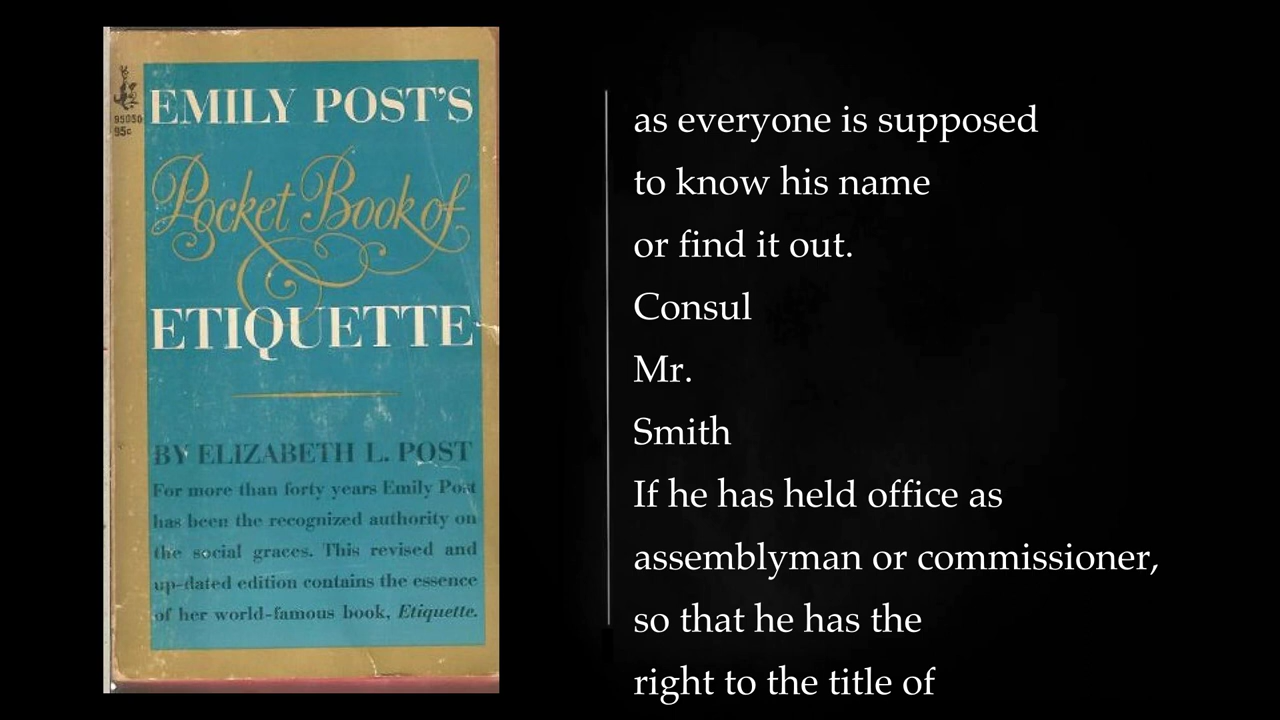 95050
95c
EMILY POST'S
Pocket Book of
ETIQUETTE
BY ELIZABETH L. POST
For more than forty years Emily Post
has been the recognized authority on
the social graces. This revised and
up-dated edition contains the essence
of her world-famous book, Etiquette.
as everyone is supposed
to know his name
or find it out.
Consul
Mr.
Smith
If he has held office as
assemblyman or commissioner,
so that he has the
right to the title of